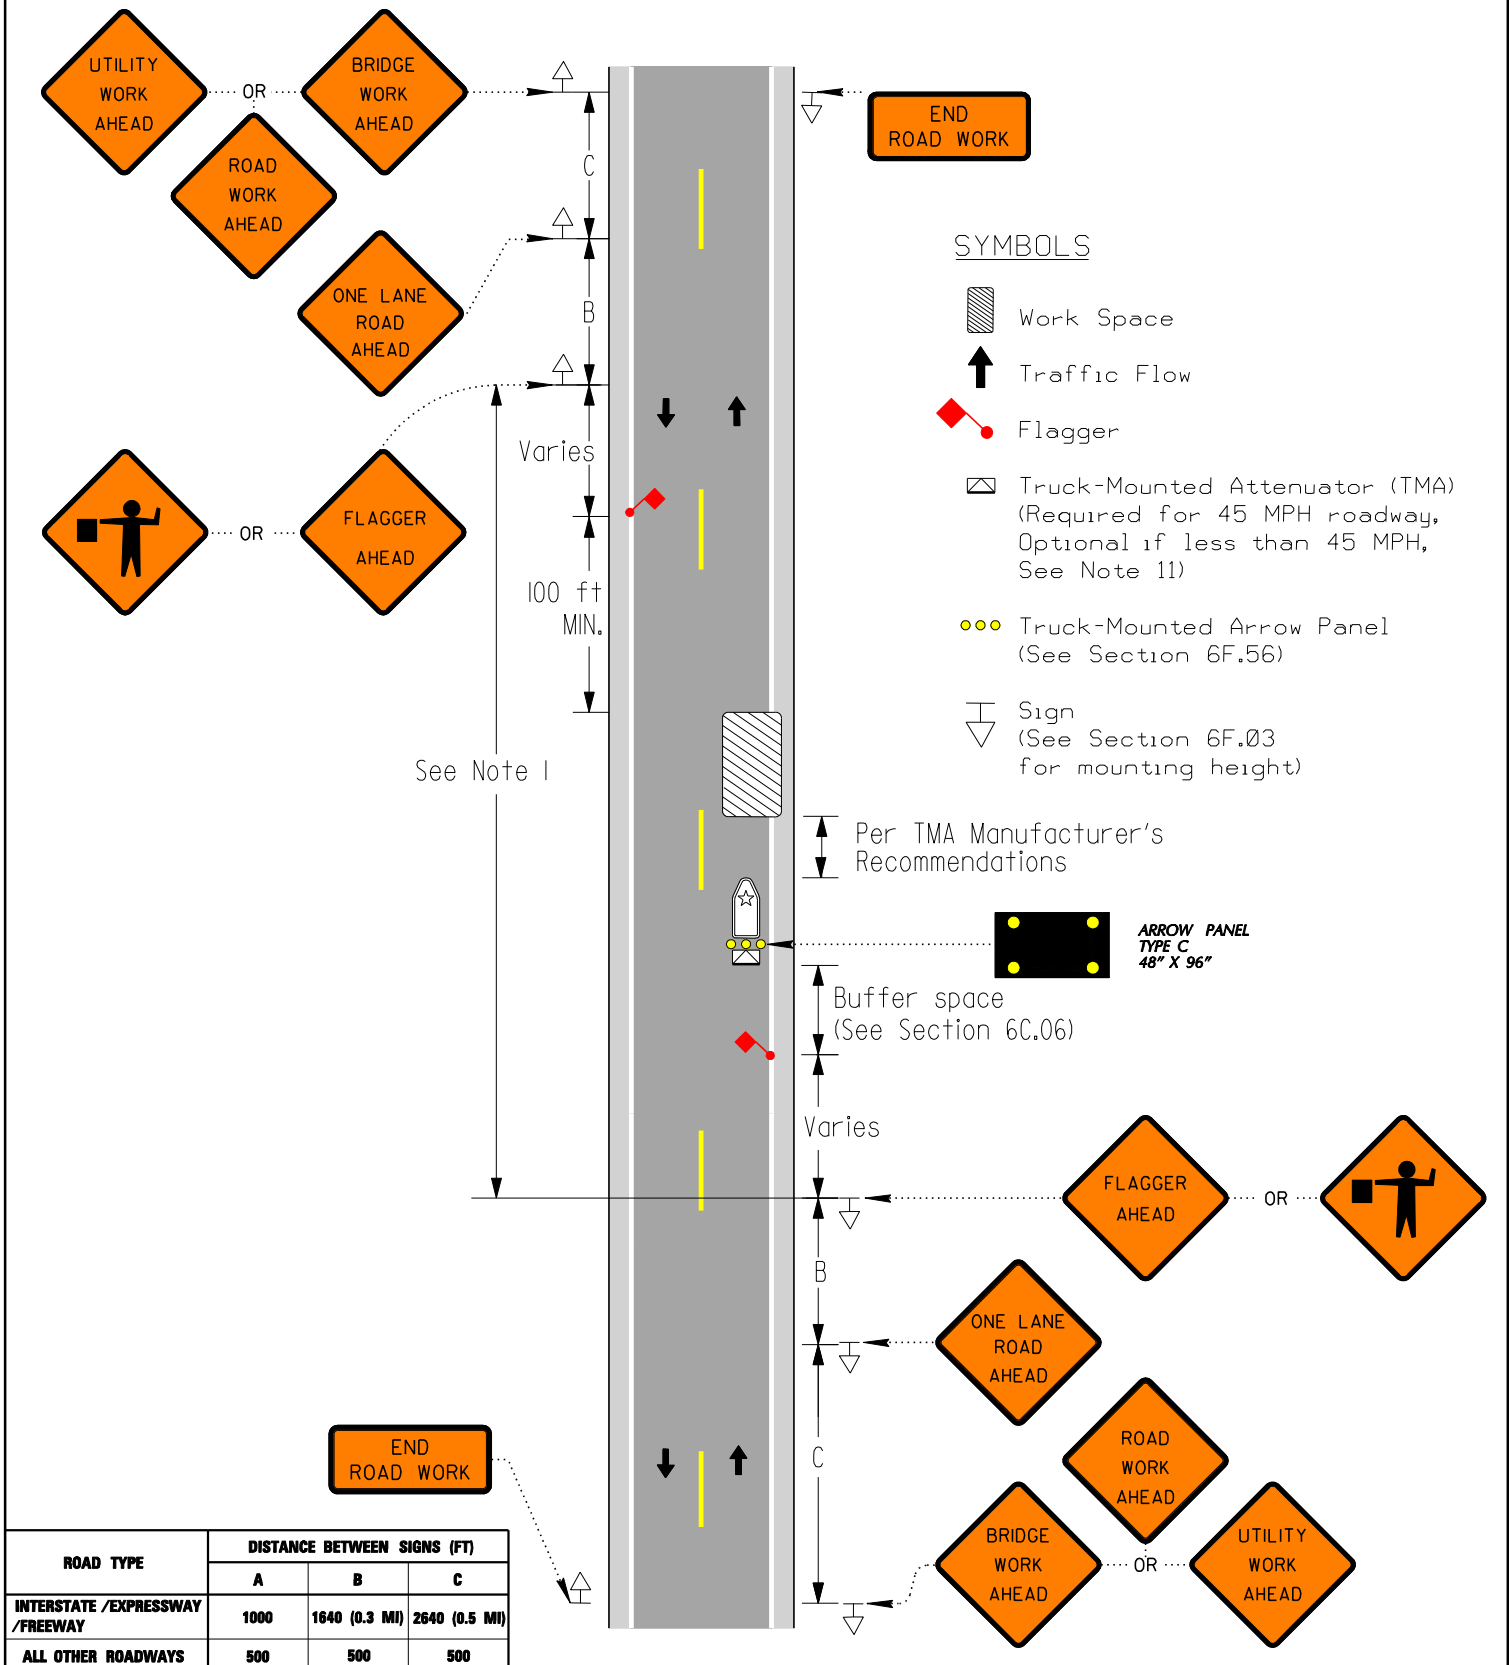 UTILITY
WORK
AHEAD
OR
BRIDGE
WORK
AHEAD
ROAD
WORK
AHEAD
C
END
ROAD WORK
ONE LANE
ROAD
AHEAD
B
SYMBOLS
Work Space
Traffic Flow
Flagger
Truck-Mounted Attenuator (TMA)
(Required for 45 MPH roadway,
Optional if less than 45 MPH,
See Note 11)
Truck-Mounted Arrow Panel
(See Section 6F.56)
Sign
(See Section 6F.03
for mounting height)
Varies
OR
FLAGGER
AHEAD
100 ft
MIN.
See Note 1
Per TMA Manufacturer's
Recommendations
ARROW PANEL
TYPE C
48" X 96"
Buffer space
(See Section 6C.06)
Varies
FLAGGER
AHEAD
OR
B
ONE LANE
ROAD
AHEAD
C
ROAD
WORK
AHEAD
BRIDGE
WORK
AHEAD
OR
UTILITY
WORK
AHEAD
END
ROAD WORK
ROAD TYPE
DISTANCE BETWEEN SIGNS (FT)
A B C
INTERSTATE /EXPRESSWAY
/FREEWAY
1000 1640 (0.3 MI) 2640 (0.5 MI)
ALL OTHER ROADWAYS 500 500 500